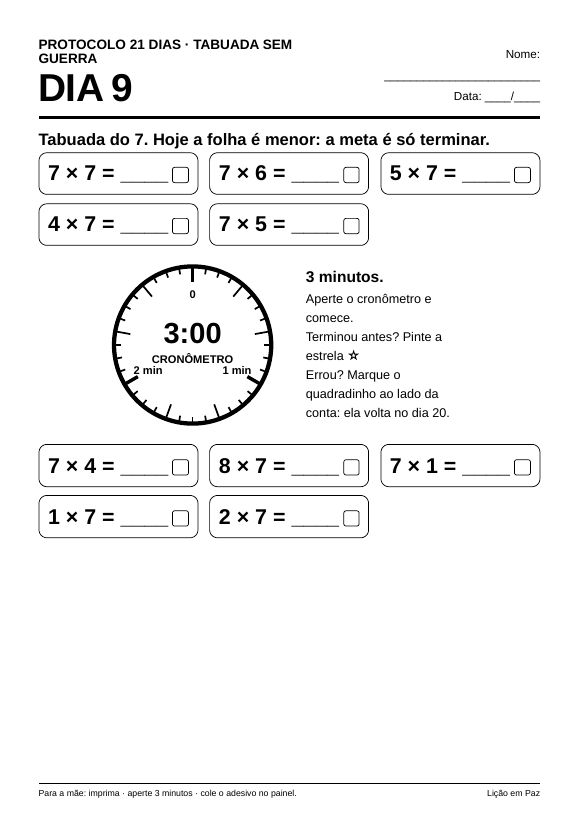 PROTOCOLO 21 DIAS · TABUADA SEM
GUERRA
DIA 9
Nome:
________________________
Data: ____/____
Tabuada do 7. Hoje a folha é menor: a meta é só terminar.
7 × 7 = ____
7 × 6 = ____
5 × 7 = ____
4 × 7 = ____
7 × 5 = ____
0
3:00
CRONÔMETRO
2 min
1 min
3 minutos.
Aperte o cronômetro e
comece.
Terminou antes? Pinte a
estrela ☆
Errou? Marque o
quadradinho ao lado da
conta: ela volta no dia 20.
7 × 4 = ____
8 × 7 = ____
7 × 1 = ____
1 × 7 = ____
2 × 7 = ____
Para a mãe: imprima · aperte 3 minutos · cole o adesivo no painel.
Lição em Paz